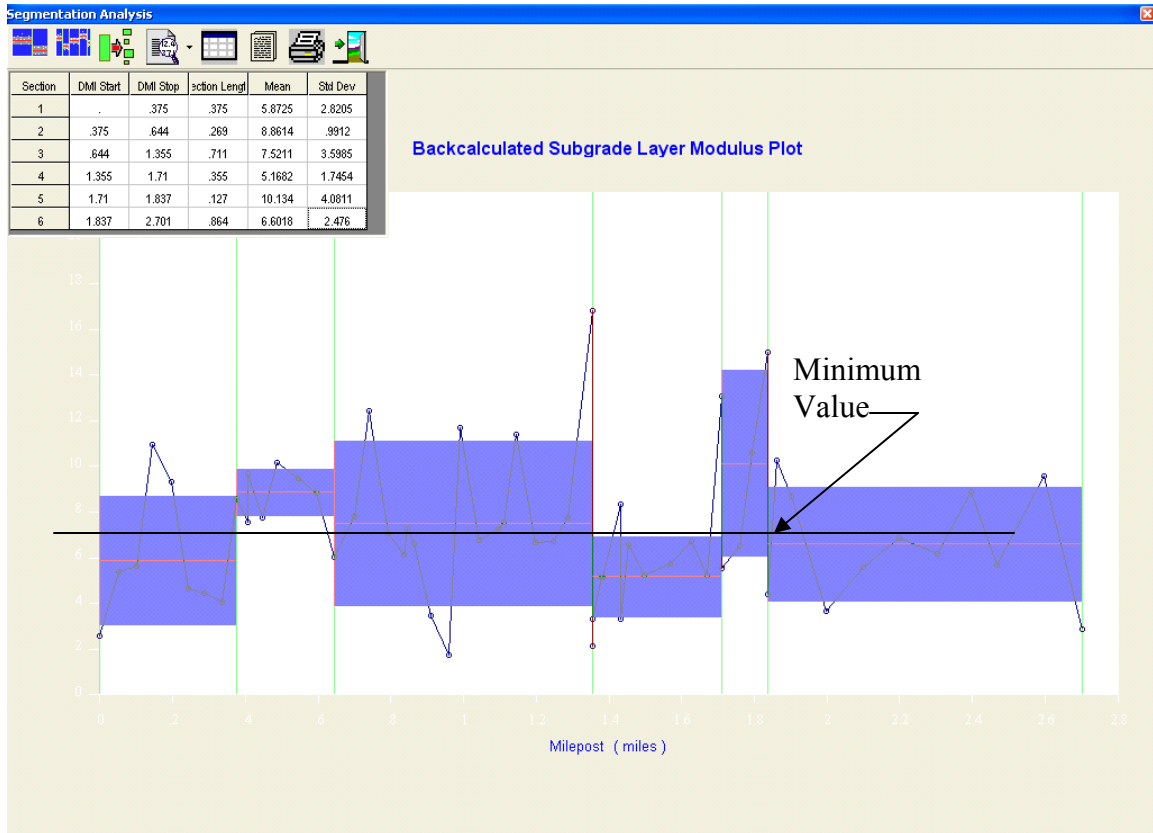 Segmentation Analysis
Section DMI Start DMI Stop ection Lengt Mean Std Dev
1 . .375 .375 5.8725 2.8205
2 .375 .644 .269 8.8614 .9912
3 .644 1.355 .711 7.5211 3.5985
4 1.355 1.71 .355 5.1682 1.7454
5 1.71 1.837 .127 10.134 4.0811
6 1.837 2.701 .864 6.6018 2.476
Backcalculated Subgrade Layer Modulus Plot
18
16
14
12
10
8
6
4
2
0
Minimum
Value
0 .2 .4 .6 .8 1 1.2 1.4 1.6 1.8 2 2.2 2.4 2.6 2.8
Milepost ( miles )